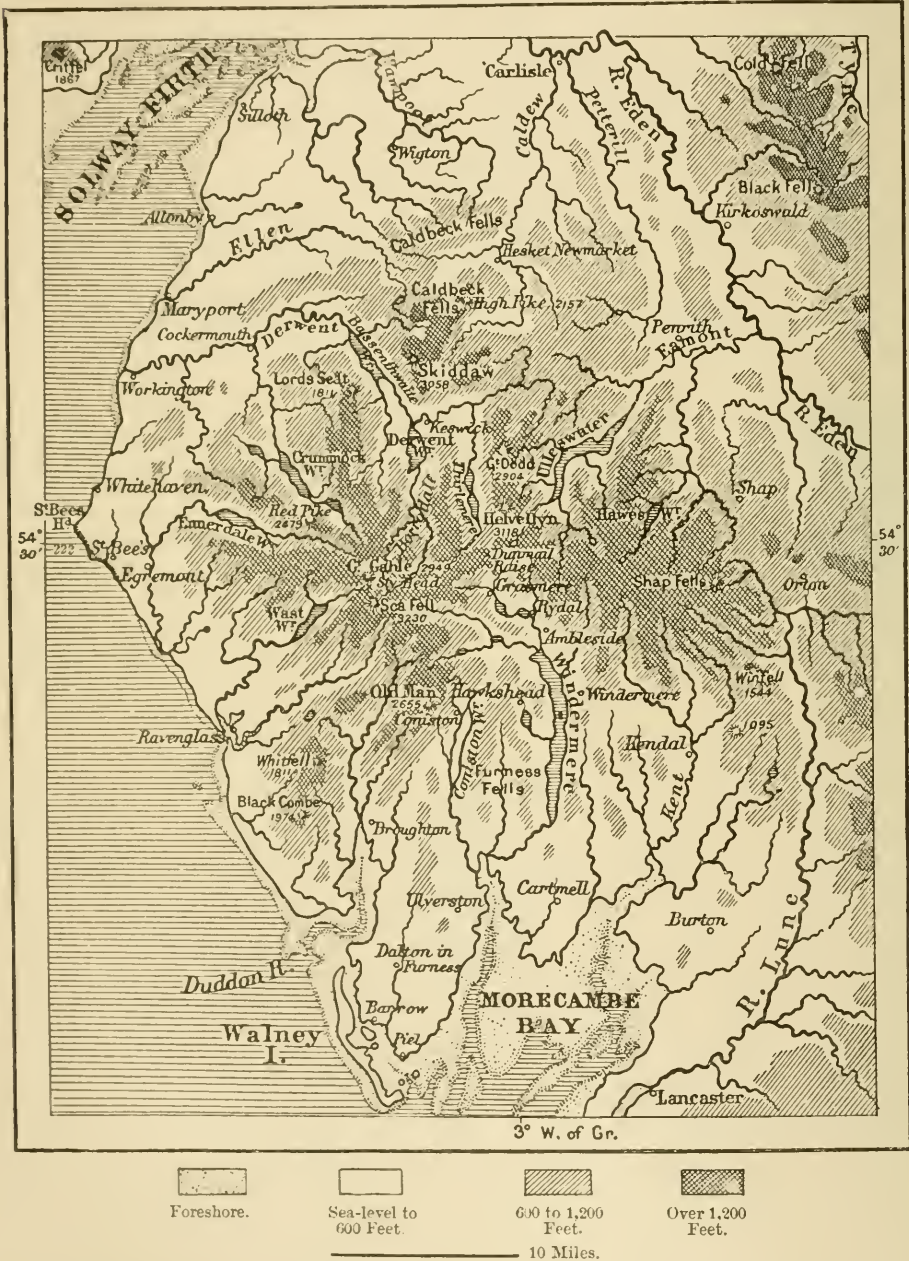 Criffel
1867
SOLWAY FIRTH
Silloth
Wampool
Wigton
Carlisle
Caldew
Petterill
R. Eden
Cold Fell
Tyne
Black Fell
Kirkoswald
Allonby
Ellen
Caldbeck Fells
Hesket Newmarket
Caldbeck
Fells
High Pike 2157
Maryport
Cockermouth
Derwent
Bassenthwaite
Penrith
Eamont
Skiddaw
3058
Workington
Lords Seat
Keswick
Derwent
Wr.
Ullswater
R. Eden
Crummock
Wr.
Gt. Dodd
2904
Thirlmere
Whitehaven
Shap
St. Bees
Hd.
Red Pike
2479
Helvellyn
3118
Hawes Wr.
54°
30'
222
St. Bees
Ennerdale W.
Dunmail
Raise
54°
30'
Egremont
G. Gable 2949
Grasmere
Shap Fells
Orton
Sca Fell
3230
Wast
Wr.
Rydal
Ambleside
Winfell
1544
Old Man
2655
Hawkshead
Windermere
Windermere
Coniston
1095
Ravenglass
Coniston W.
Kendal
Whitfell
Furness
Fells
Kent
Black Combe
1974
Broughton
Cartmell
Ulverston
Burton
Dalton in
Furness
R. Lune
Duddon R.
MORECAMBE
BAY
Barrow
Walney
I.
Piel
Lancaster
3° W. of Gr.
Foreshore.
Sea-level to
600 Feet.
600 to 1,200
Feet.
Over 1,200
Feet.
10 Miles.